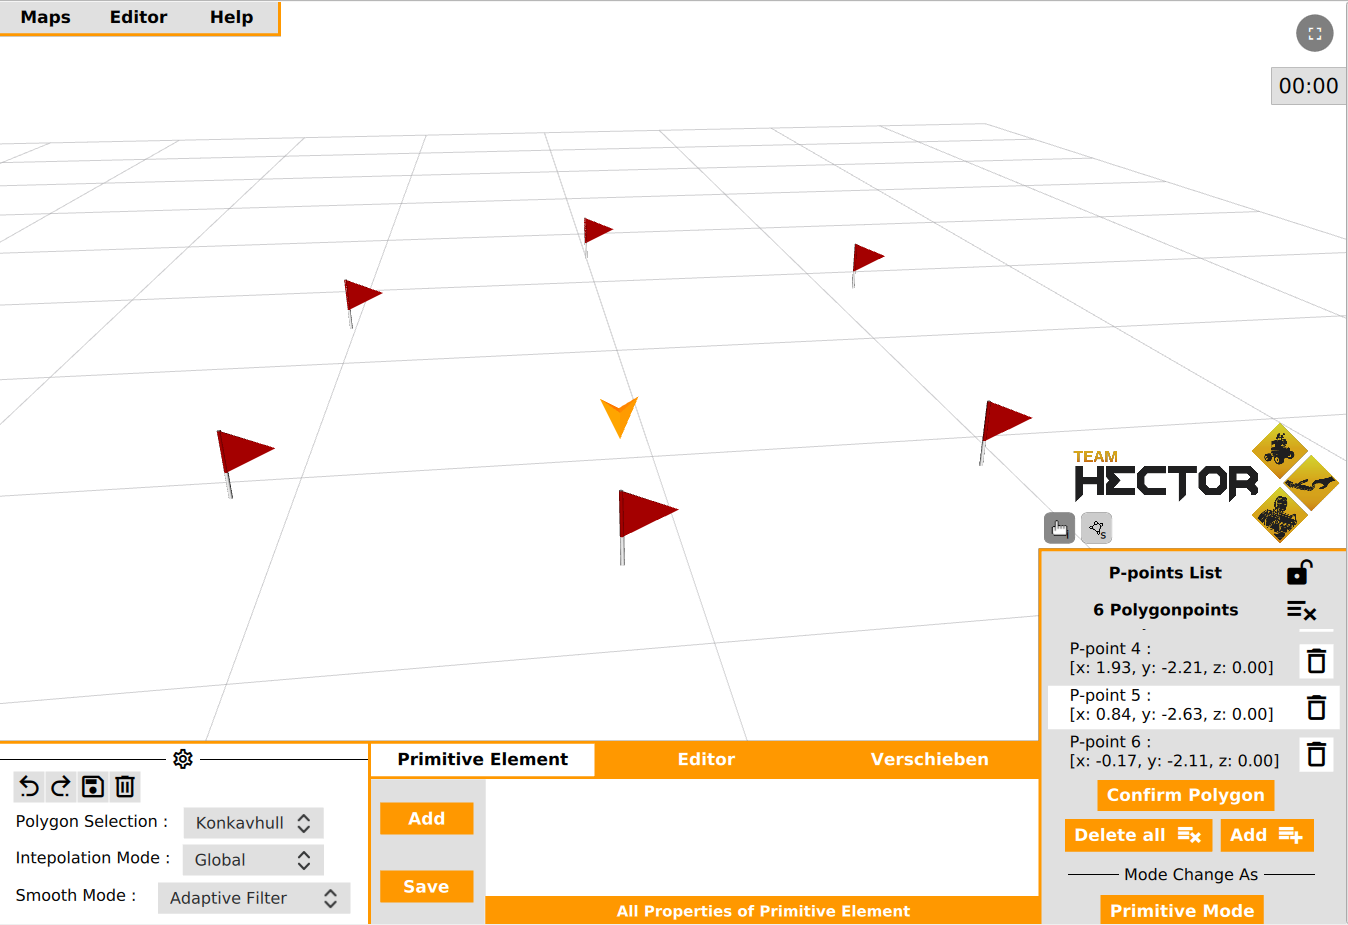 Maps Editor Help
00:00
TEAM
HECTOR
P-points List
6 Polygonpoints
P-point 4 :
[x: 1.93, y: -2.21, z: 0.00]
P-point 5 :
[x: 0.84, y: -2.63, z: 0.00]
P-point 6 :
[x: -0.17, y: -2.11, z: 0.00]
Confirm Polygon
Delete all Add
Mode Change As
Primitive Mode
Polygon Selection : Konkavhull
Intepolation Mode : Global
Smooth Mode : Adaptive Filter
Primitive Element Editor Verschieben
Add
Save
All Properties of Primitive Element